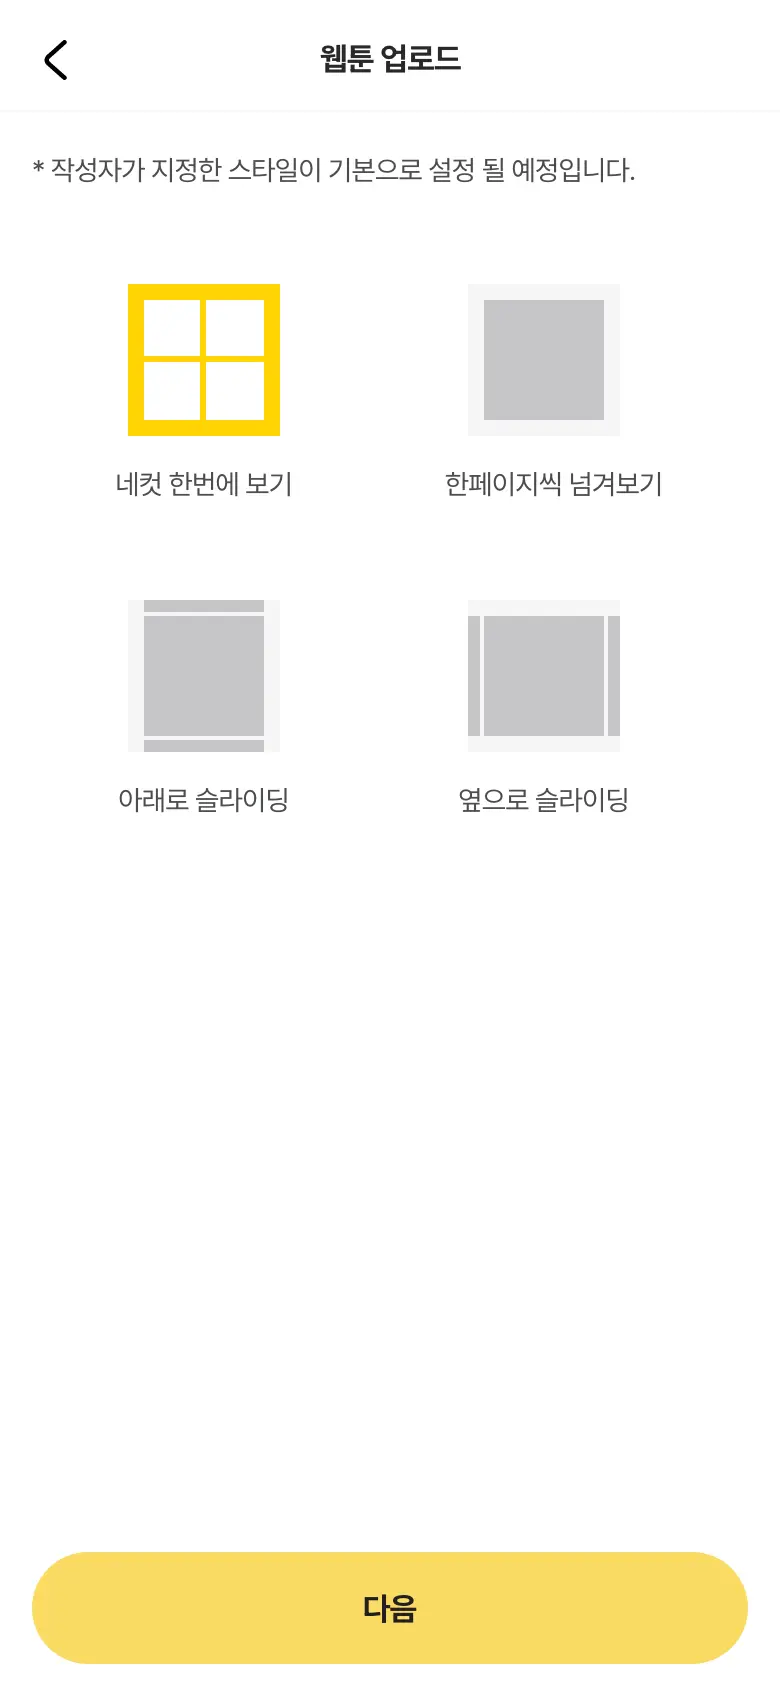 웹툰 업로드
* 작성자가 지정한 스타일이 기본으로 설정 될 예정입니다.
네컷 한번에 보기
한페이지씩 넘겨보기
아래로 슬라이딩
옆으로 슬라이딩
다음